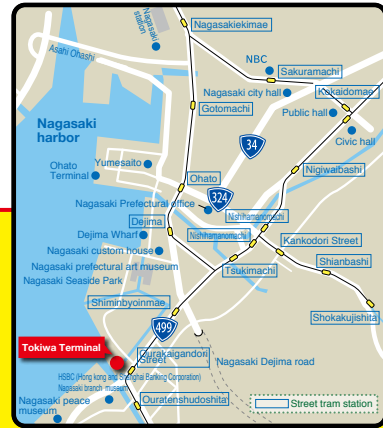 Nagasaki
station
Nagasakiekimae
Asahi Ohashi
NBC
Sakuramachi
Nagasaki city hall
Kokaidomae
Gotomachi
Public hall
Civic hall
Nagasaki
harbor
34
Nigiwaibashi
Ohato
Terminal
Yumesaito
Ohato
324
Nagasaki Prefectural office
Nishihamanomachi
Dejima
Nishihamanomachi
Dejima Wharf
Kankodori Street
Nagasaki custom house
Tsukimachi
Shianbashi
Nagasaki prefectural art museum
Nagasaki Seaside Park
Shiminbyoinmae
Shokakujishita
499
Tokiwa Terminal
Ourakaigandori
Street
Nagasaki Dejima road
HSBC (Hong kong and Shanghai Banking Corporation)
Nagasaki branch museum
Nagasaki peace
museum
Ouratenshudoshita
Street tram station